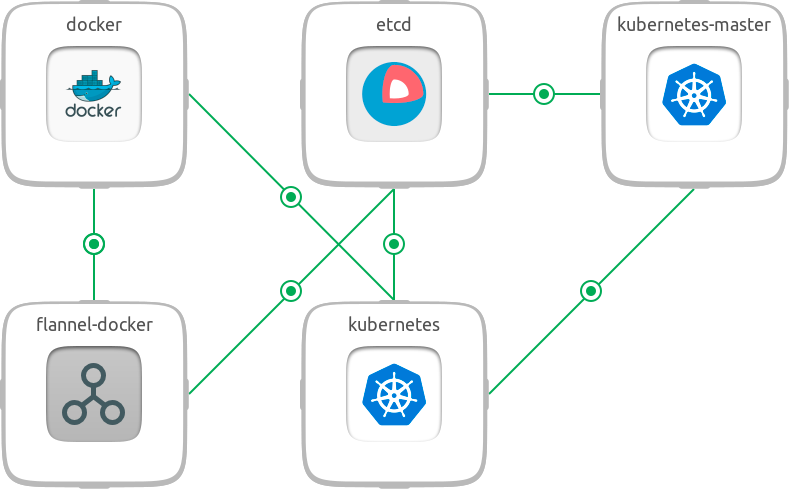 docker
etcd
kubernetes-master
docker
flannel-docker
kubernetes